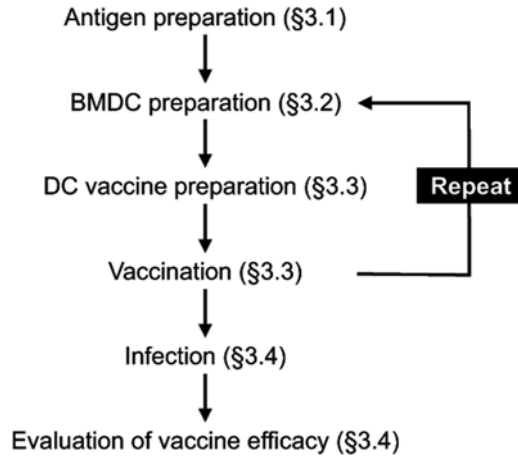 Antigen preparation (§3.1)
BMDC preparation (§3.2)
DC vaccine preparation (§3.3)
Repeat
Vaccination (§3.3)
Infection (§3.4)
Evaluation of vaccine efficacy (§3.4)